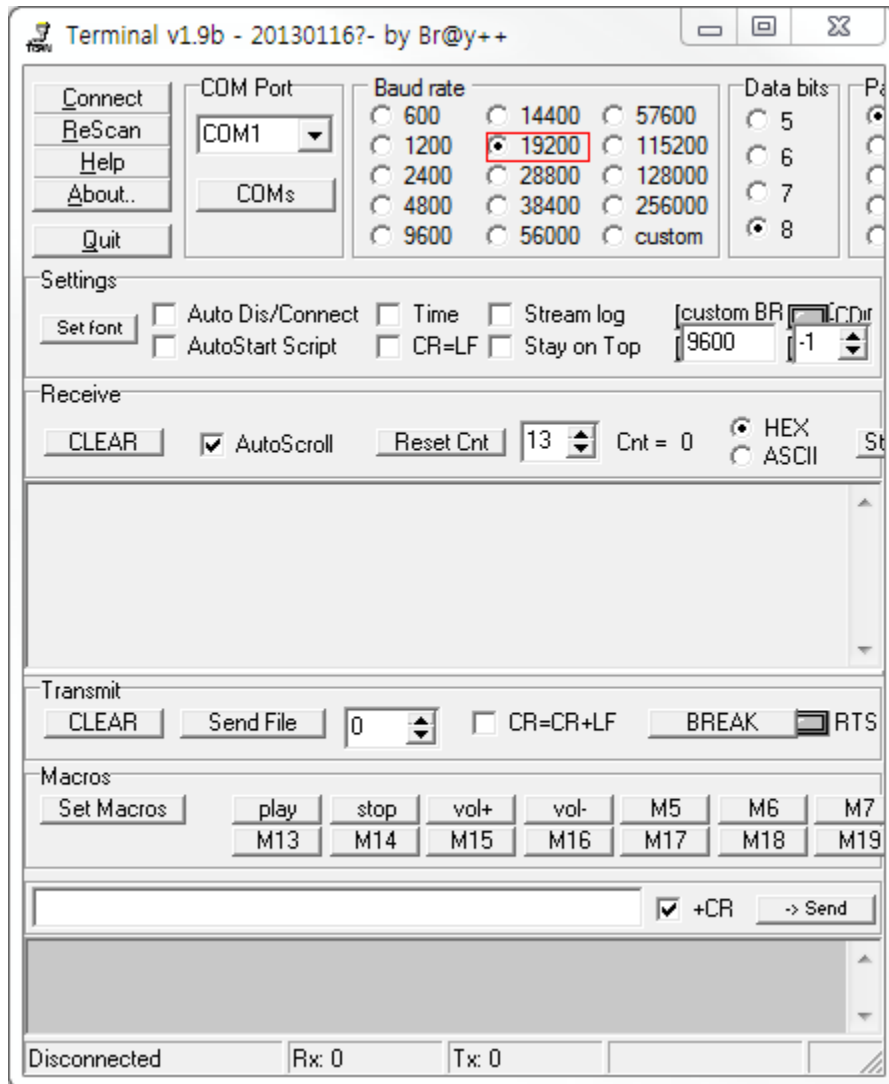 Terminal v1.9b - 20130116?- by Br@y++
Connect
ReScan
Help
About..
Quit
COM Port
COM1
COMs
Baud rate
600 14400 57600
1200 19200 115200
2400 28800 128000
4800 38400 256000
9600 56000 custom
Data bits
5
6
7
8
Pa
Settings
Set font
Auto Dis/Connect Time Stream log custom BR
AutoStart Script CR=LF Stay on Top 9600 -1
Receive
CLEAR AutoScroll Reset Cnt 13 Cnt = 0 HEX
ASCII St
Transmit
CLEAR Send File 0 CR=CR+LF BREAK RTS
Macros
Set Macros play stop vol+ vol- M5 M6 M7
M13 M14 M15 M16 M17 M18 M19
+CR -> Send
Disconnected Rx: 0 Tx: 0